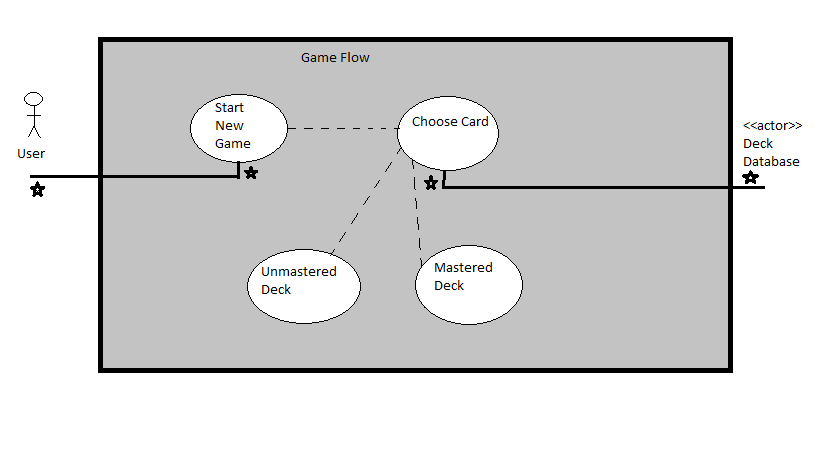 Game Flow
Start
New
Game
Choose Card
User
<<actor>>
Deck
Database
Unmastered
Deck
Mastered
Deck